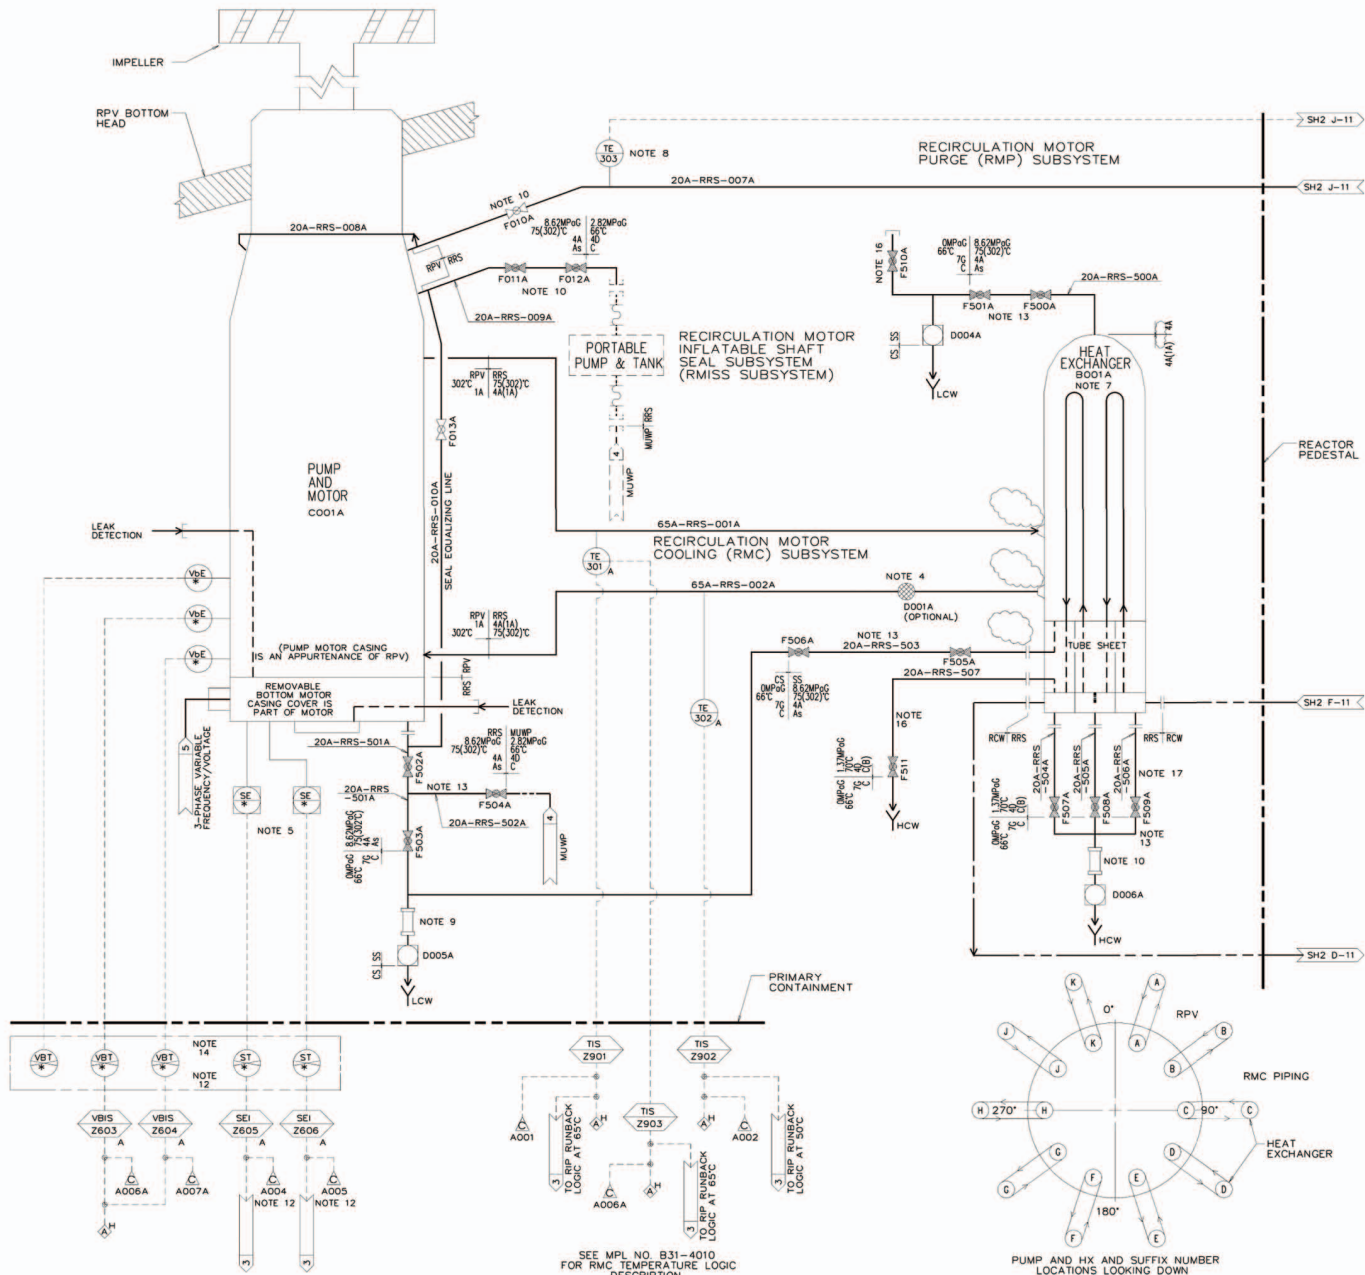 IMPELLER
RPV BOTTOM
HEAD
TE
303
NOTE 8
SH2 J-11
RECIRCULATION MOTOR
PURGE (RMP) SUBSYSTEM
20A-RRS-007A
SH2 J-11
NOTE 10
F010A
20A-RRS-008A
RPV
RRS
8.62MPaG
75(302)℃
4A
As
2.82MPaG
66℃
4D
C
F011A
F012A
NOTE 10
20A-RRS-009A
NOTE 16
F510A
0MPaG
66℃
7G
C
8.62MPaG
75(302)℃
4A
As
20A-RRS-500A
F501A
F500A
NOTE 13
D004A
CS
SS
LCW
PORTABLE
PUMP & TANK
RECIRCULATION MOTOR
INFLATABLE SHAFT
SEAL SUBSYSTEM
(RMISS SUBSYSTEM)
MUWP
RRS
4
MUWP
HEAT
EXCHANGER
B001A
NOTE 7
4A
4A(1A)
RPV
302℃
1A
RRS
75(302)℃
4A(1A)
F013A
REACTOR
PEDESTAL
PUMP
AND
MOTOR
C001A
20A-RRS-010A
SEAL EQUALIZING LINE
LEAK
DETECTION
65A-RRS-001A
RECIRCULATION MOTOR
COOLING (RMC) SUBSYSTEM
TE
301
A
VbE
*
VbE
*
VbE
*
65A-RRS-002A
NOTE 4
D001A
(OPTIONAL)
RPV
1A
302℃
RRS
4A(1A)
75(302)℃
(PUMP MOTOR CASING
IS AN APPURTENANCE OF RPV)
RRS
RPV
REMOVABLE
BOTTOM MOTOR
CASING COVER IS
PART OF MOTOR
LEAK
DETECTION
F506A
NOTE 13
20A-RRS-503
F505A
CS
0MPaG
66℃
7G
C
SS
8.62MPaG
75(302)℃
4A
As
20A-RRS-507
TUBE SHEET
TE
302
A
NOTE
16
SH2 F-11
RCW
RRS
RRS
RCW
5
3-PHASE VARIABLE
FREQUENCY/VOLTAGE
20A-RRS-501A
F502A
RRS
8.62MPaG
75(302)℃
4A
As
MUWP
2.82MPaG
66℃
4D
C
NOTE 13
F504A
20A-RRS
-501A
20A-RRS-502A
4
MUWP
F503A
8.62MPaG
75(302℃)
4A
As
0MPaG
66℃
7G
C
SE
*
SE
*
NOTE 5
1.37MPaG
70℃
4D
C(B)
0MPaG
66℃
7G
C
F511
HCW
20A-RRS
-504A
20A-RRS
-505A
20A-RRS
-506A
NOTE 17
1.37MPaG
70℃
4D
C(B)
0MPaG
66℃
7G
C
F507A
F508A
F509A
NOTE
13
NOTE 10
D006A
HCW
NOTE 9
D005A
CS
SS
LCW
SH2 D-11
PRIMARY
CONTAINMENT
NOTE
14
VBT
*
VBT
*
VBT
*
ST
*
ST
*
NOTE
12
VBIS
Z603
A
VBIS
Z604
A
SEI
Z605
A
SEI
Z606
A
C
A006A
C
A007A
C
A004
NOTE 12
C
A005
NOTE 12
A
H
3
3
TIS
Z901
TIS
Z902
TIS
Z903
C
A001
A
H
A
H
C
A002
C
A006A
A
H
3
TO RIP RUNBACK
LOGIC AT 65℃
3
TO RIP RUNBACK
LOGIC AT 65℃
3
TO RIP RUNBACK
LOGIC AT 50℃
SEE MPL NO. B31-4010
FOR RMC TEMPERATURE LOGIC
DESCRIPTION
K
A
0°
RPV
J
B
K
A
J
B
RMC PIPING
H
270°
H
C
90°
C
HEAT
EXCHANGER
G
D
G
F
E
D
180°
F
E
PUMP AND HX AND SUFFIX NUMBER
LOCATIONS LOOKING DOWN